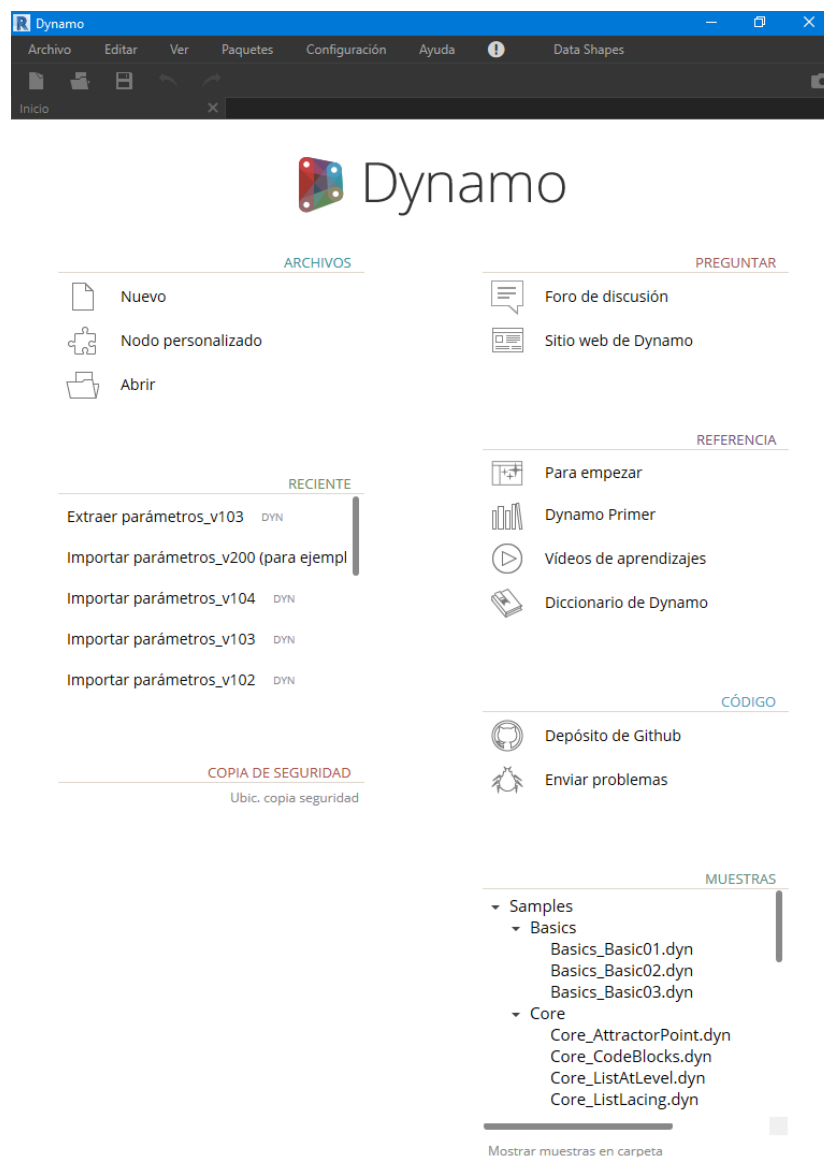 Dynamo
Archivo Editar Ver Paquetes Configuración Ayuda ! Data Shapes
Inicio
Dynamo
ARCHIVOS
Nuevo
Nodo personalizado
Abrir
RECIENTE
Extraer parámetros_v103 DYN
Importar parámetros_v200 (para ejempl
Importar parámetros_v104 DYN
Importar parámetros_v103 DYN
Importar parámetros_v102 DYN
COPIA DE SEGURIDAD
Ubic. copia seguridad
PREGUNTAR
Foro de discusión
Sitio web de Dynamo
REFERENCIA
Para empezar
Dynamo Primer
Vídeos de aprendizajes
Diccionario de Dynamo
CÓDIGO
Depósito de Github
Enviar problemas
MUESTRAS
Samples
Basics
Basics_Basic01.dyn
Basics_Basic02.dyn
Basics_Basic03.dyn
Core
Core_AttractorPoint.dyn
Core_CodeBlocks.dyn
Core_ListAtLevel.dyn
Core_ListLacing.dyn
Mostrar muestras en carpeta